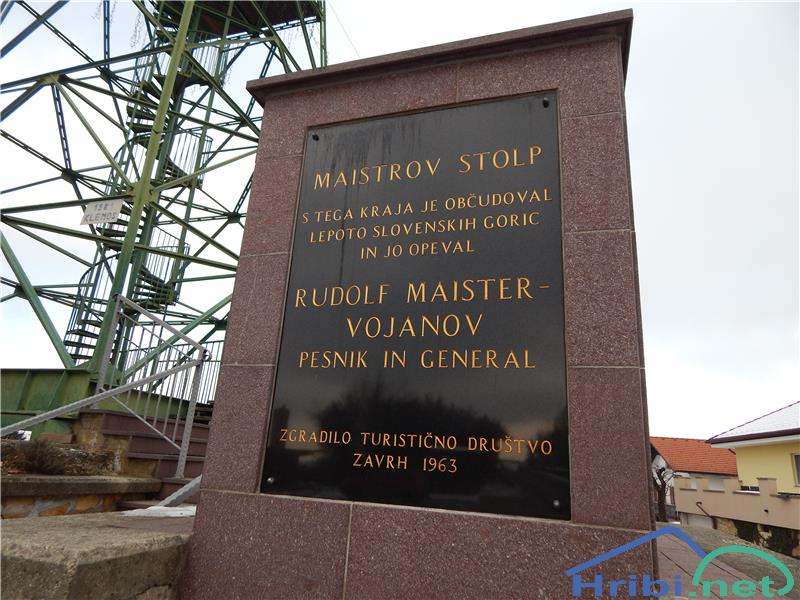 MAISTROV STOLP
S TEGA KRAJA JE OBČUDOVAL
LEPOTO SLOVENSKIH GORIC
IN JO OPEVAL
RUDOLF MAISTER-
VOJANOV
PESNIK IN GENERAL
ZGRADILO TURISTIČNO DRUŠTVO
ZAVRH 1963
KLEMOS
Hribi.net